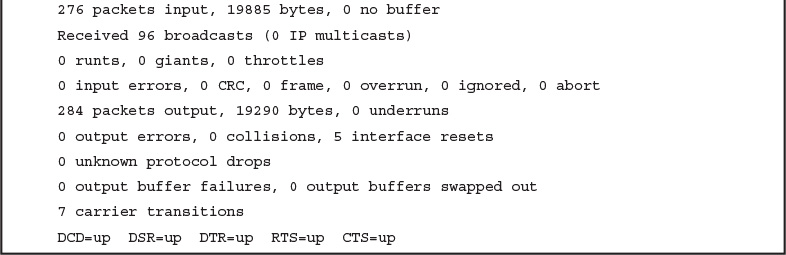 276 packets input, 19885 bytes, 0 no buffer
Received 96 broadcasts (0 IP multicasts)
0 runts, 0 giants, 0 throttles
0 input errors, 0 CRC, 0 frame, 0 overrun, 0 ignored, 0 abort
284 packets output, 19290 bytes, 0 underruns
0 output errors, 0 collisions, 5 interface resets
0 unknown protocol drops
0 output buffer failures, 0 output buffers swapped out
7 carrier transitions
DCD=up  DSR=up  DTR=up  RTS=up  CTS=up